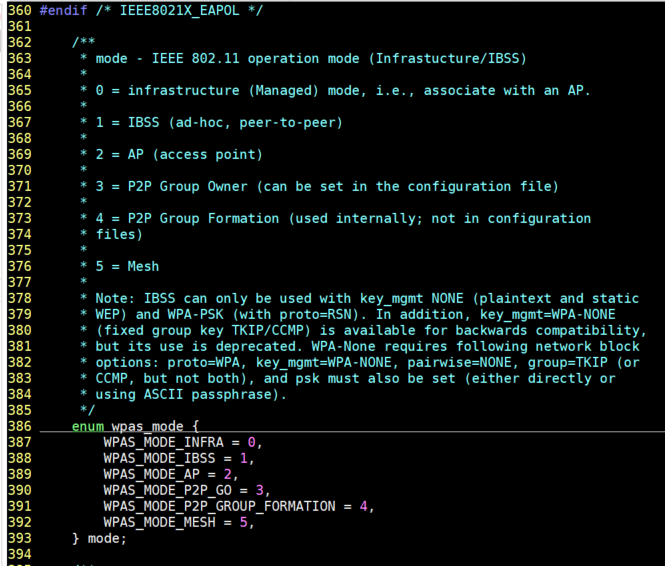 360 #endif /* IEEE8021X_EAPOL */
361
362     /**
363      * mode - IEEE 802.11 operation mode (Infrastucture/IBSS)
364      *
365      * 0 = infrastructure (Managed) mode, i.e., associate with an AP.
366      *
367      * 1 = IBSS (ad-hoc, peer-to-peer)
368      *
369      * 2 = AP (access point)
370      *
371      * 3 = P2P Group Owner (can be set in the configuration file)
372      *
373      * 4 = P2P Group Formation (used internally; not in configuration
374      * files)
375      *
376      * 5 = Mesh
377      *
378      * Note: IBSS can only be used with key_mgmt NONE (plaintext and static
379      * WEP) and WPA-PSK (with proto=RSN). In addition, key_mgmt=WPA-NONE
380      * (fixed group key TKIP/CCMP) is available for backwards compatibility,
381      * but its use is deprecated. WPA-None requires following network block
382      * options: proto=WPA, key_mgmt=WPA-NONE, pairwise=NONE, group=TKIP (or
383      * CCMP, but not both), and psk must also be set (either directly or
384      * using ASCII passphrase).
385      */
386     enum wpas_mode {
387         WPAS_MODE_INFRA = 0,
388         WPAS_MODE_IBSS = 1,
389         WPAS_MODE_AP = 2,
390         WPAS_MODE_P2P_GO = 3,
391         WPAS_MODE_P2P_GROUP_FORMATION = 4,
392         WPAS_MODE_MESH = 5,
393     } mode;
394